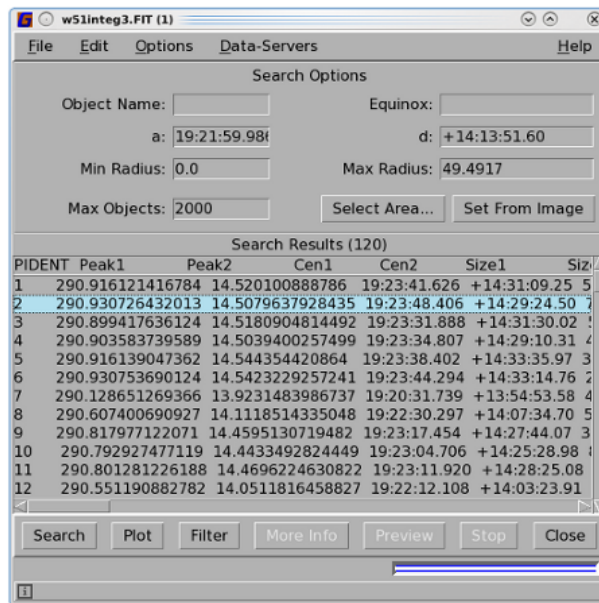 w51integ3.FIT (1)
File Edit Options Data-Servers Help
Search Options
Object Name: Equinox:
a: 19:21:59.986 d: +14:13:51.60
Min Radius: 0.0 Max Radius: 49.4917
Max Objects: 2000 Select Area... Set From Image
Search Results (120)
PIDENT Peak1 Peak2 Cen1 Cen2 Size1 Siz
1 290.916121416784 14.520100888786 19:23:41.626 +14:31:09.25 5
2 290.930726432013 14.5079637928435 19:23:48.406 +14:29:24.50 7
3 290.899417636124 14.5180904814492 19:23:31.888 +14:31:30.02 5
4 290.903583739589 14.5039400257499 19:23:34.807 +14:29:10.31 4
5 290.916139047362 14.544354420864 19:23:38.402 +14:33:35.97 3
6 290.930753690124 14.5423229257241 19:23:44.294 +14:33:14.76 2
7 290.128651269366 13.9231483986737 19:20:31.739 +13:54:53.58 4
8 290.607400690927 14.1118514335048 19:22:30.297 +14:07:34.70 5
9 290.817977122071 14.4595130719482 19:23:17.454 +14:27:44.07 3
10 290.792927477119 14.4433492824449 19:23:04.706 +14:25:28.98
11 290.801281226188 14.4696224630822 19:23:11.920 +14:28:25.08
12 290.551190882782 14.0511816458827 19:22:12.108 +14:03:23.91
Search Plot Filter More Info Preview Stop Close